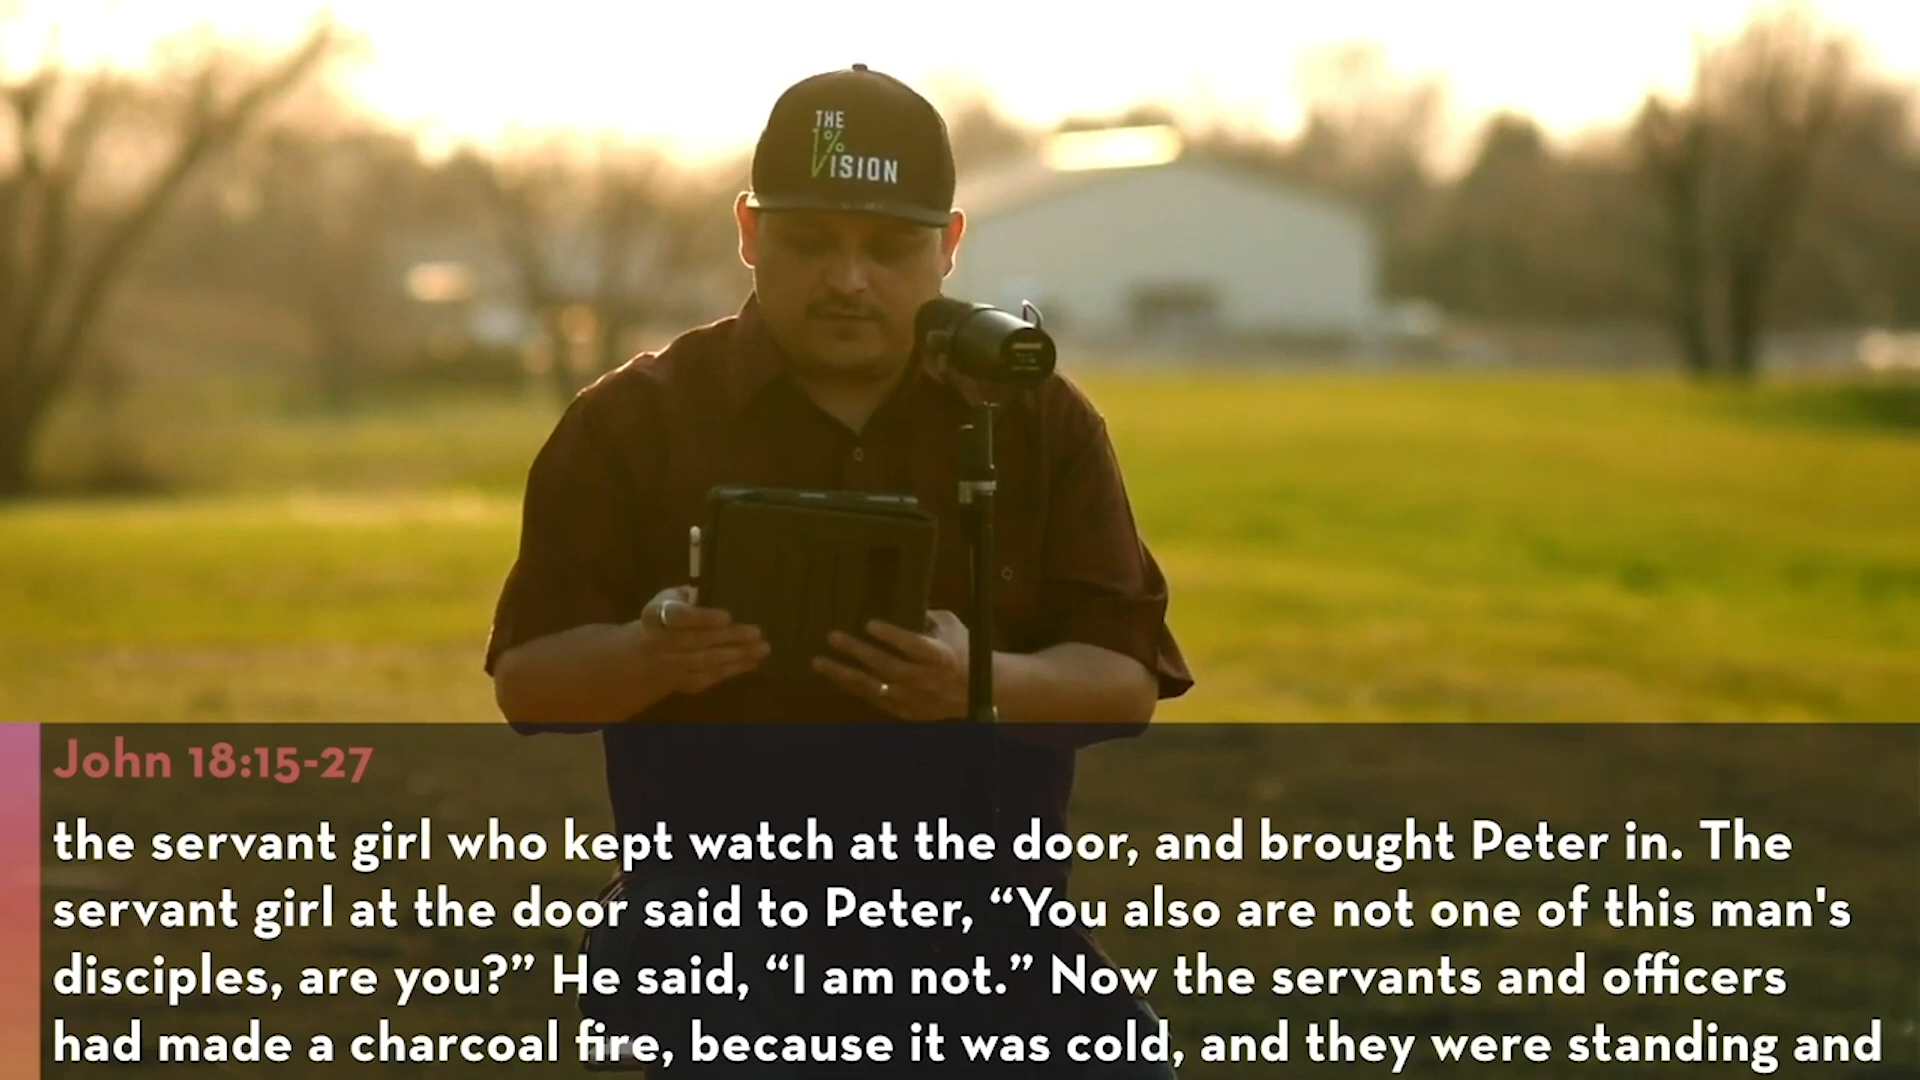 THE
1%
VISION
John 18:15-27
the servant girl who kept watch at the door, and brought Peter in. The
servant girl at the door said to Peter, “You also are not one of this man's
disciples, are you?” He said, “I am not.” Now the servants and officers
had made a charcoal fire, because it was cold, and they were standing and